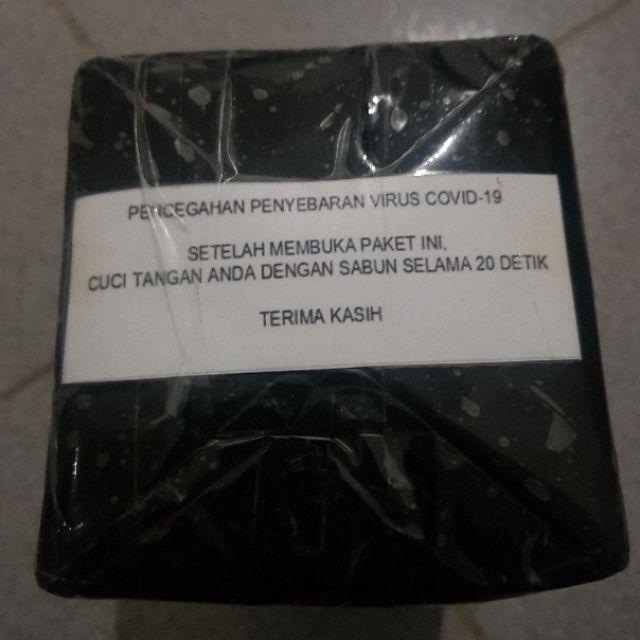 PENCEGAHAN PENYEBARAN VIRUS COVID-19
SETELAH MEMBUKA PAKET INI,
CUCI TANGAN ANDA DENGAN SABUN SELAMA 20 DETIK
TERIMA KASIH